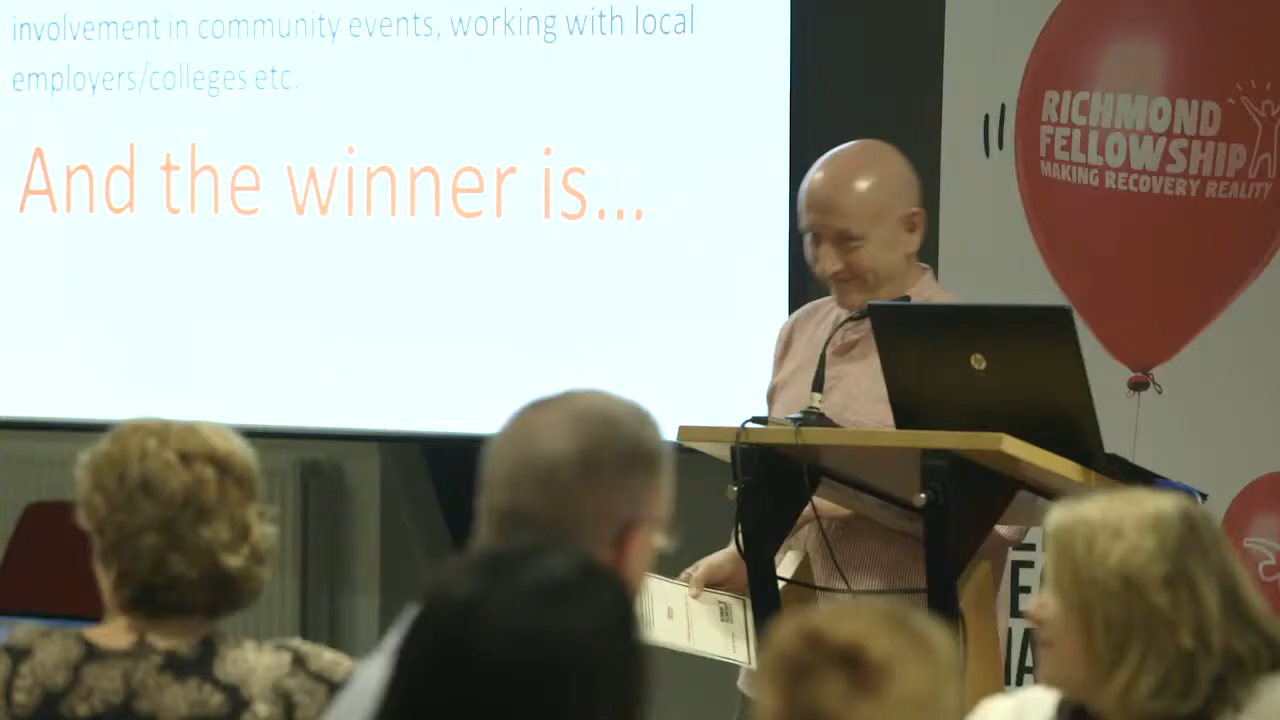 involvement in community events, working with local
employers/colleges etc.
And the winner is...
RICHMOND
FELLOWSHIP
MAKING RECOVERY REALITY
hp